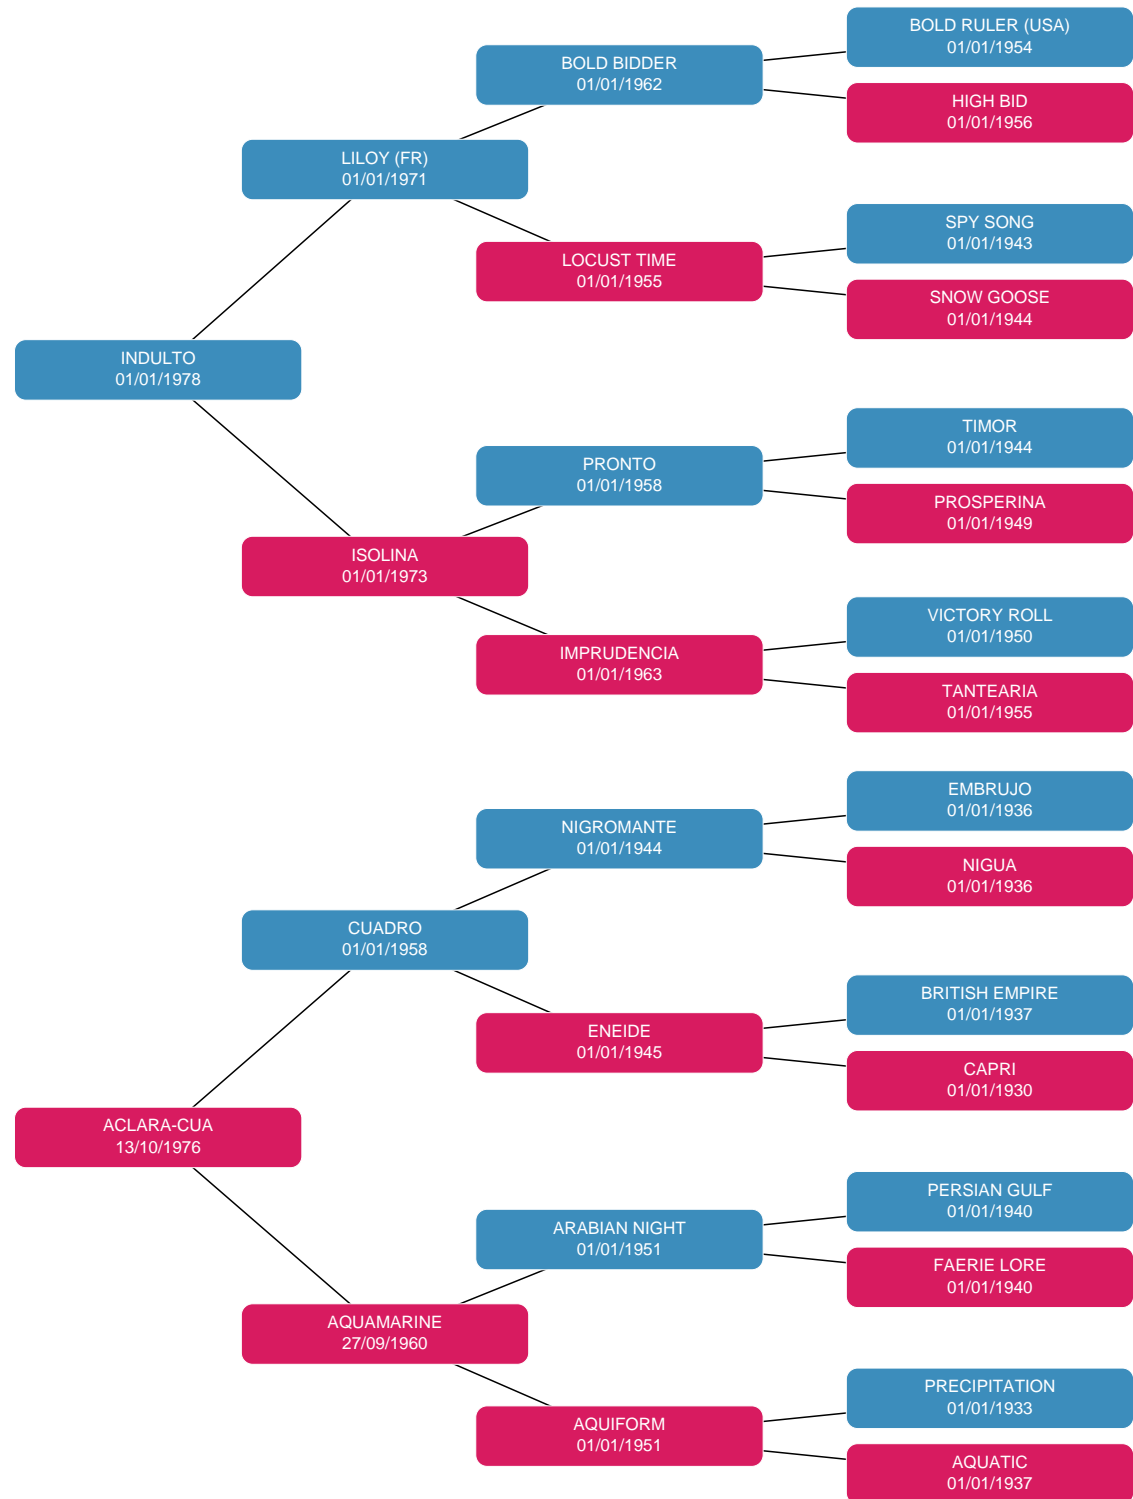 BOLD RULER (USA)
01/01/1954
BOLD BIDDER
01/01/1962
HIGH BID
01/01/1956
LILOY (FR)
01/01/1971
SPY SONG
01/01/1943
LOCUST TIME
01/01/1955
SNOW GOOSE
01/01/1944
INDULTO
01/01/1978
TIMOR
01/01/1944
PRONTO
01/01/1958
PROSPERINA
01/01/1949
ISOLINA
01/01/1973
VICTORY ROLL
01/01/1950
IMPRUDENCIA
01/01/1963
TANTEARIA
01/01/1955
EMBRUJO
01/01/1936
NIGROMANTE
01/01/1944
NIGUA
01/01/1936
CUADRO
01/01/1958
BRITISH EMPIRE
01/01/1937
ENEIDE
01/01/1945
CAPRI
01/01/1930
ACLARA-CUA
13/10/1976
PERSIAN GULF
01/01/1940
ARABIAN NIGHT
01/01/1951
FAERIE LORE
01/01/1940
AQUAMARINE
27/09/1960
PRECIPITATION
01/01/1933
AQUIFORM
01/01/1951
AQUATIC
01/01/1937